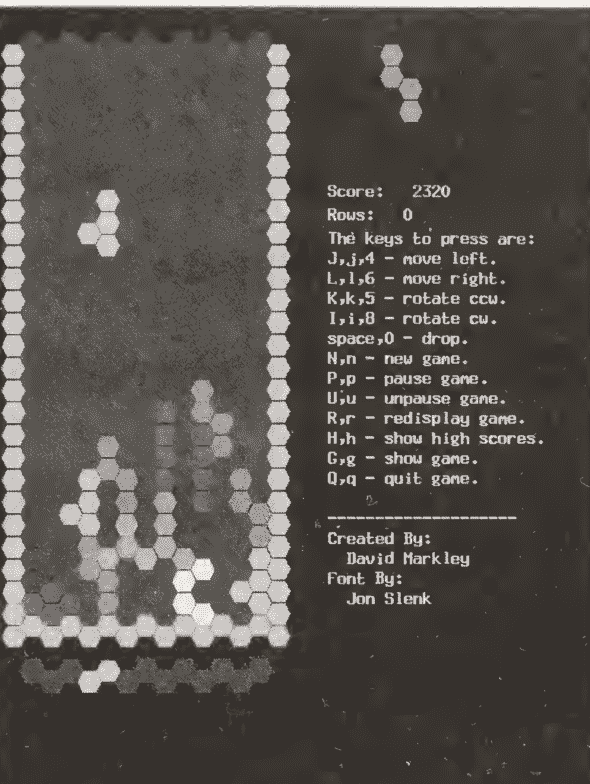 Score: 2320
Rows: 0
The keys to press are:
J,j,4 - move left.
L,l,6 - move right.
K,k,5 - rotate ccw.
I,i,8 - rotate cw.
space,0 - drop.
N,n - new game.
P,p - pause game.
U,u - unpause game.
R,r - redisplay game.
H,h - show high scores.
G,g - show game.
Q,q - quit game.
--------------------
Created By:
David Markley
Font By:
Jon Slenk